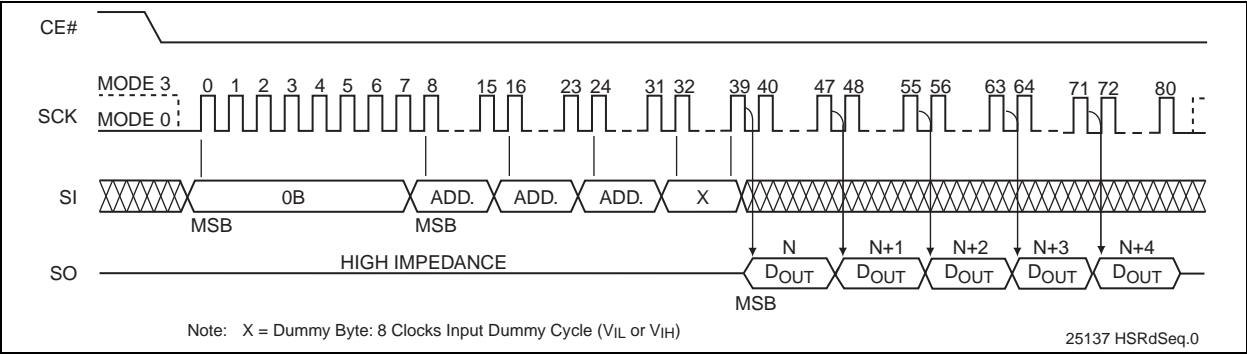 CE#
MODE 3
0 1 2 3 4 5 6 7 8 15 16 23 24 31 32 39 40 47 48 55 56 63 64 71 72 80
SCK
MODE 0
SI
0B
ADD.
ADD.
ADD.
X
MSB
MSB
N
N+1
N+2
N+3
N+4
SO
HIGH IMPEDANCE
DOUT
DOUT
DOUT
DOUT
DOUT
MSB
Note: X = Dummy Byte: 8 Clocks Input Dummy Cycle (VIL or VIH)
25137 HSRdSeq.0